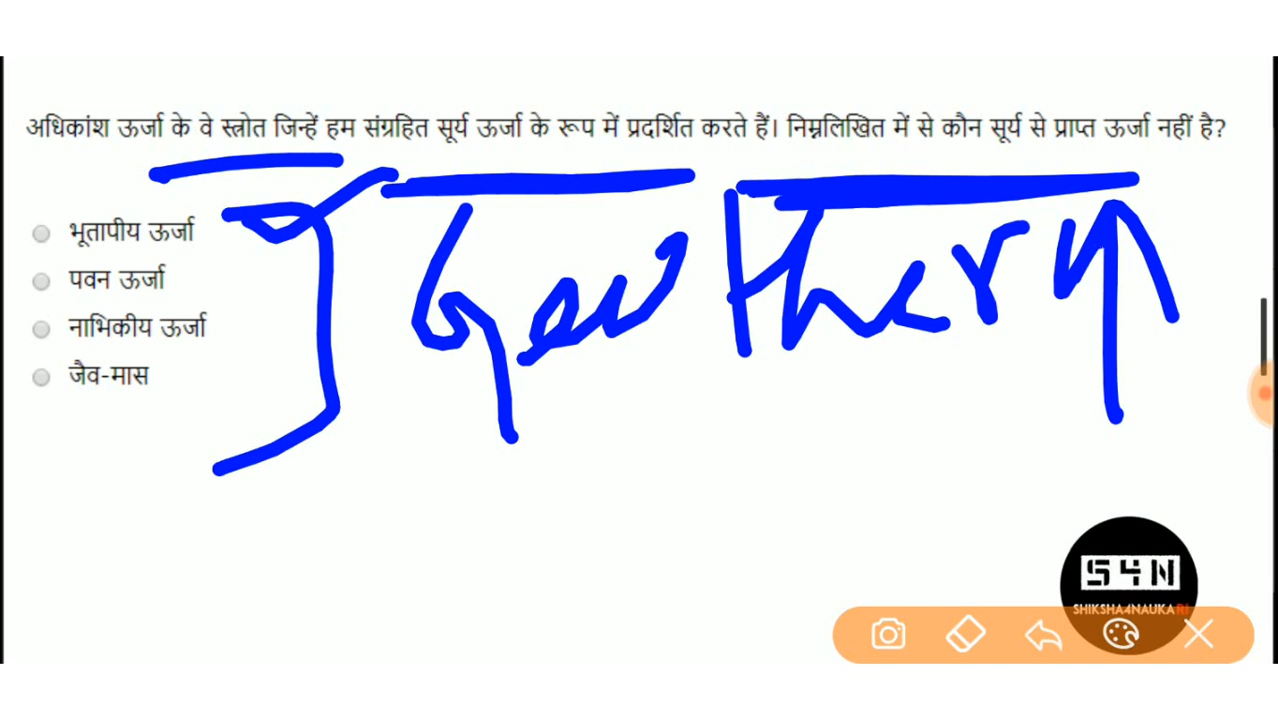 अधिकांश ऊर्जा के वे स्त्रोत जिन्हें हम संग्रहित सूर्य ऊर्जा के रूप में प्रदर्शित करते हैं। निम्नलिखित में से कौन सूर्य से प्राप्त ऊर्जा नहीं है?
भूतापीय ऊर्जा
पवन ऊर्जा
नाभिकीय ऊर्जा
जैव-मास
S4N
SHIKSHA4NAUKARI